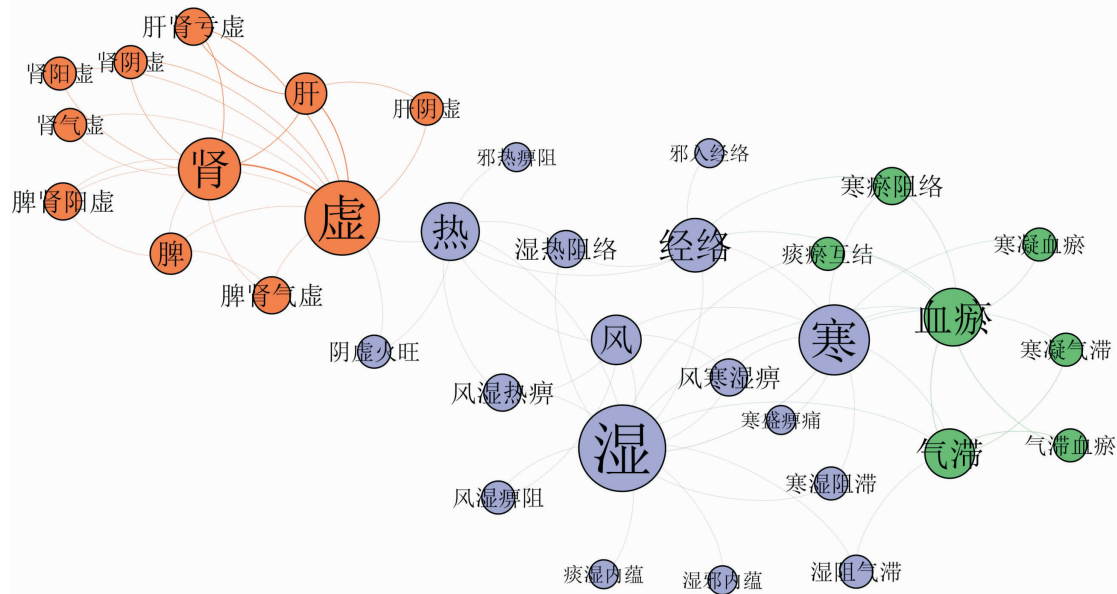 肝肾亏虚
肾阳虚
肾阴虚
肝
肝阴虚
肾气虚
肾
脾肾阳虚
虚
脾
脾肾气虚
邪热痹阻
邪入经络
热
湿热阻络
经络
寒瘀阻络
痰瘀互结
寒凝血瘀
阴虚火旺
风
寒
血瘀
寒凝气滞
风湿热痹
风寒湿痹
寒盛痹痛
湿
气滞
气滞血瘀
风湿痹阻
寒湿阻滞
痰湿内蕴
湿邪内蕴
湿阻气滞